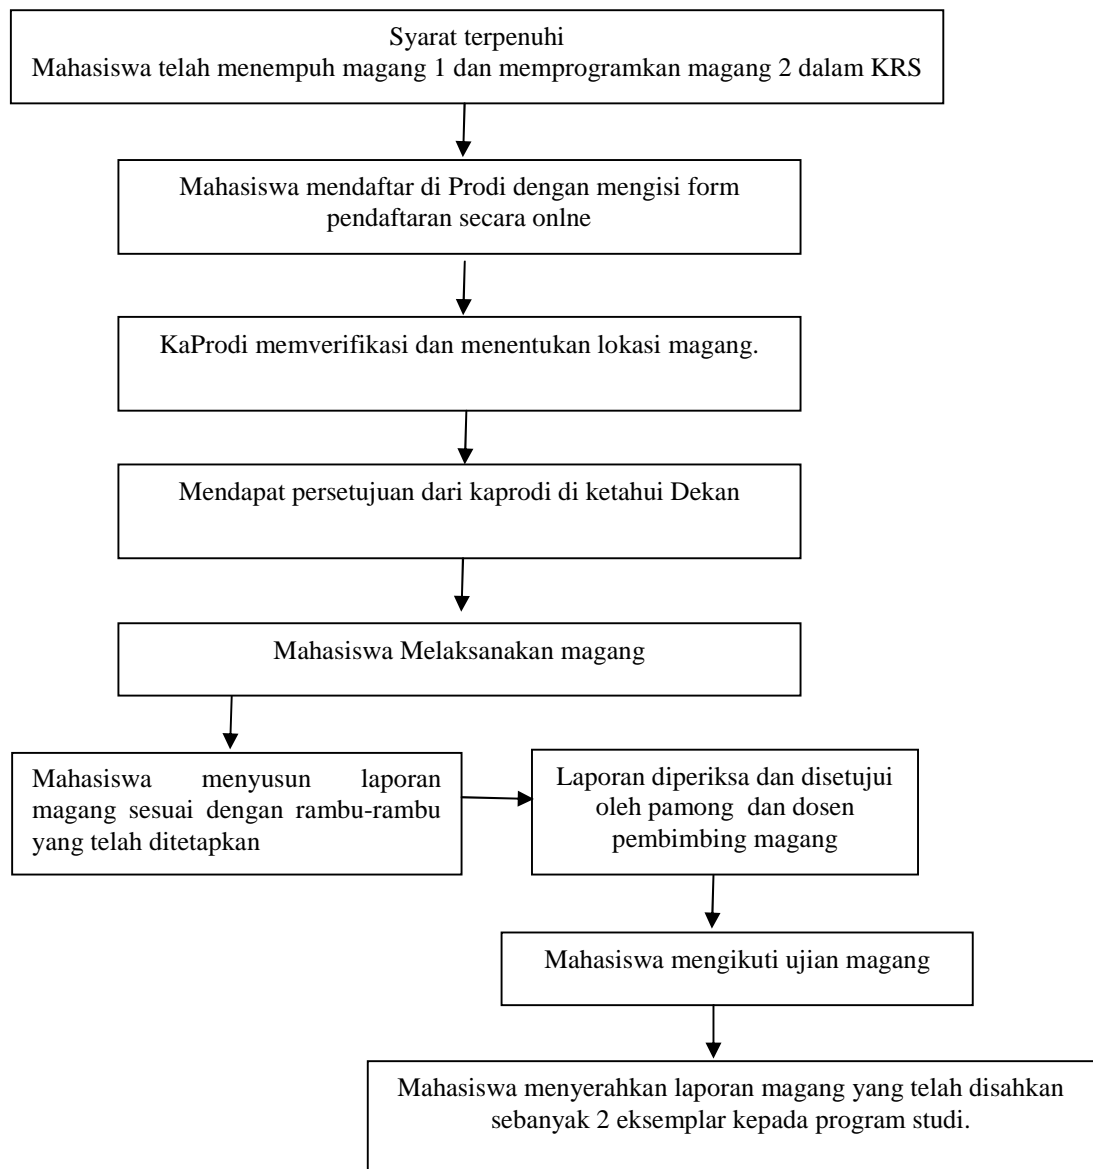 Syarat terpenuhi
Mahasiswa telah menempuh magang 1 dan memprogramkan magang 2 dalam KRS
Mahasiswa mendaftar di Prodi dengan mengisi form
pendaftaran secara onlne
KaProdi memverifikasi dan menentukan lokasi magang.
Mendapat persetujuan dari kaprodi di ketahui Dekan
Mahasiswa Melaksanakan magang
Mahasiswa menyusun laporan
magang sesuai dengan rambu-rambu
yang telah ditetapkan
Laporan diperiksa dan disetujui
oleh pamong dan dosen
pembimbing magang
Mahasiswa mengikuti ujian magang
Mahasiswa menyerahkan laporan magang yang telah disahkan
sebanyak 2 eksemplar kepada program studi.